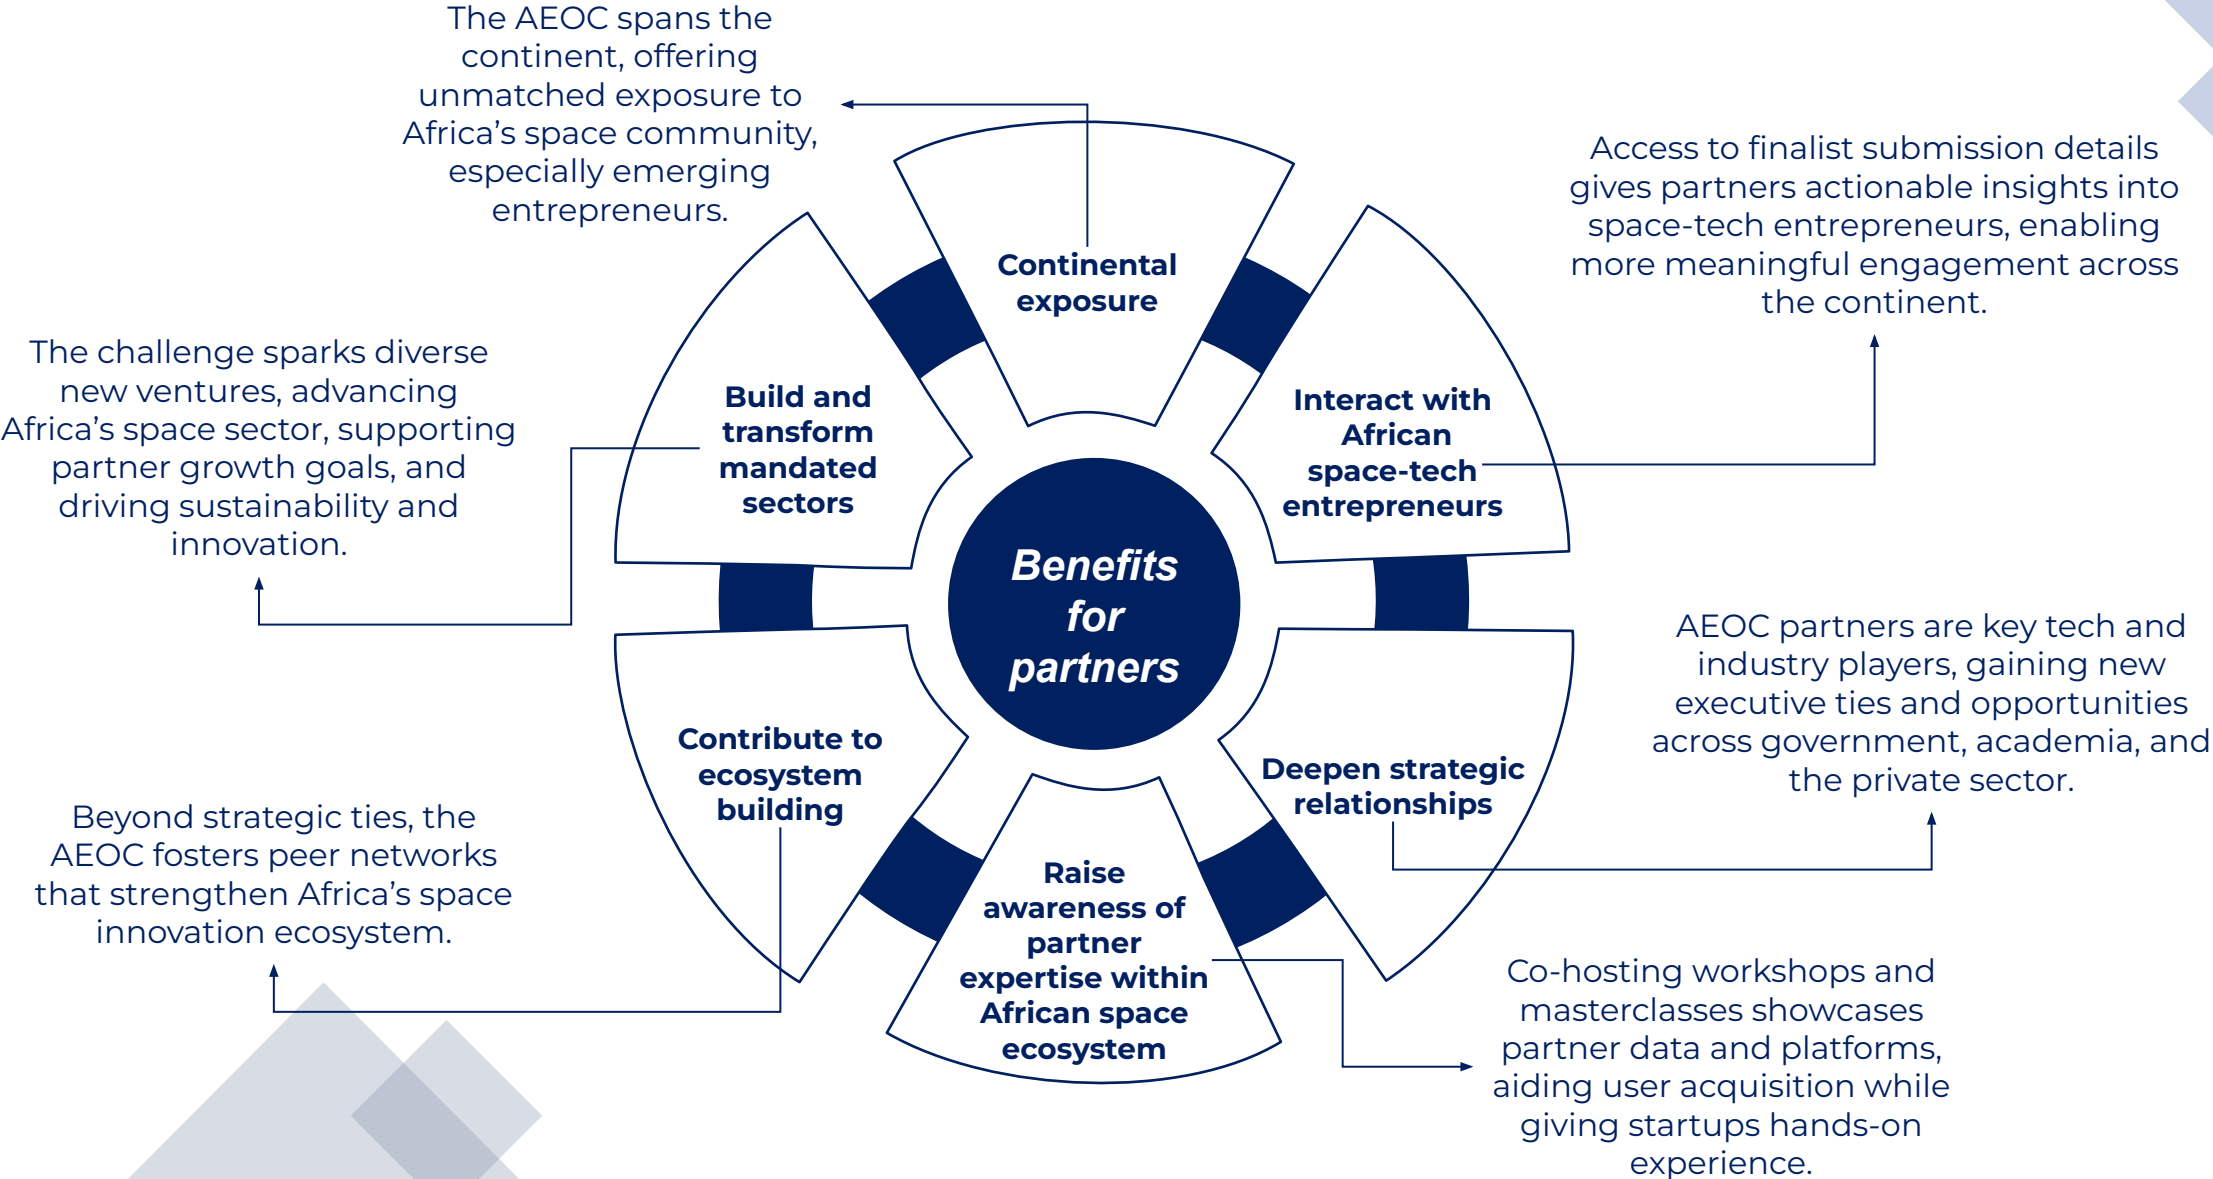 The AEOC spans the
continent, offering
unmatched exposure to
Africa’s space community,
especially emerging
entrepreneurs.
Continental
exposure
Access to finalist submission details
gives partners actionable insights into
space-tech entrepreneurs, enabling
more meaningful engagement across
the continent.
Interact with
African
space-tech
entrepreneurs
The challenge sparks diverse
new ventures, advancing
Africa’s space sector, supporting
partner growth goals, and
driving sustainability and
innovation.
Build and
transform
mandated
sectors
Benefits
for
partners
AEOC partners are key tech and
industry players, gaining new
executive ties and opportunities
across government, academia, and
the private sector.
Deepen strategic
relationships
Contribute to
ecosystem
building
Beyond strategic ties, the
AEOC fosters peer networks
that strengthen Africa’s space
innovation ecosystem.
Raise
awareness of
partner
expertise within
African space
ecosystem
Co-hosting workshops and
masterclasses showcases
partner data and platforms,
aiding user acquisition while
giving startups hands-on
experience.